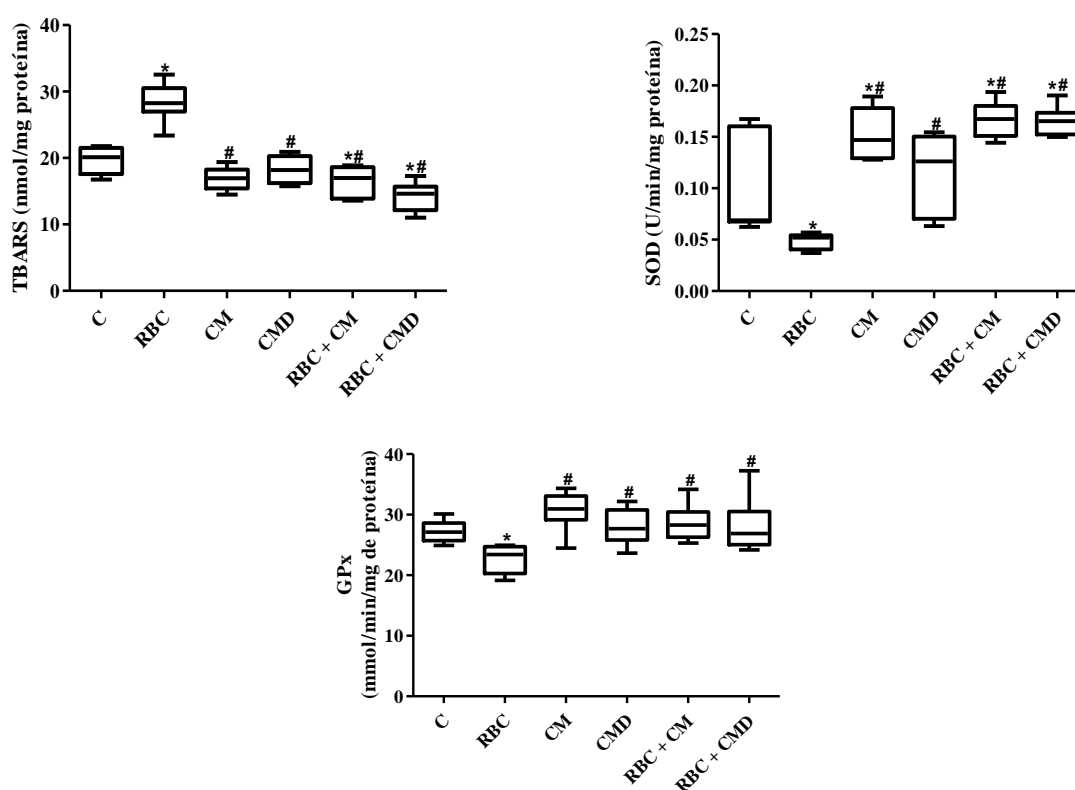 TBARS (nmol/mg proteína)
40
30
20
10
0
*
#
#
*#
*#
C
RBC
CM
CMD
RBC + CM
RBC + CMD
SOD (U/min/mg proteína)
0.25
0.20
0.15
0.10
0.05
0.00
*
*#
#
*#
*#
C
RBC
CM
CMD
RBC + CM
RBC + CMD
GPx
(mmol/min/mg de proteína)
40
30
20
10
0
*
#
#
#
#
C
RBC
CM
CMD
RBC + CM
RBC + CMD